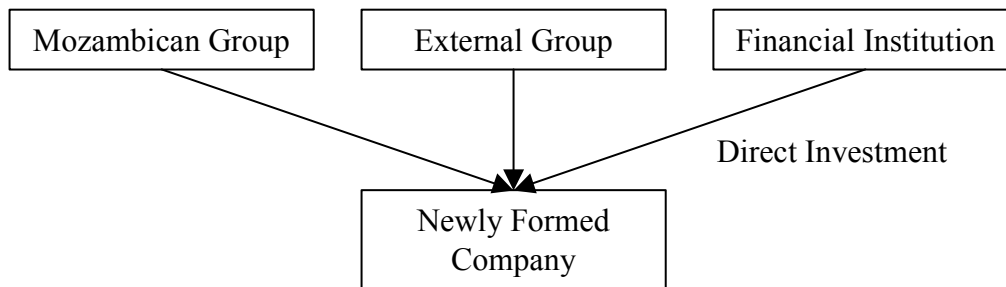 Mozambican Group
External Group
Financial Institution
Direct Investment
Newly Formed
Company